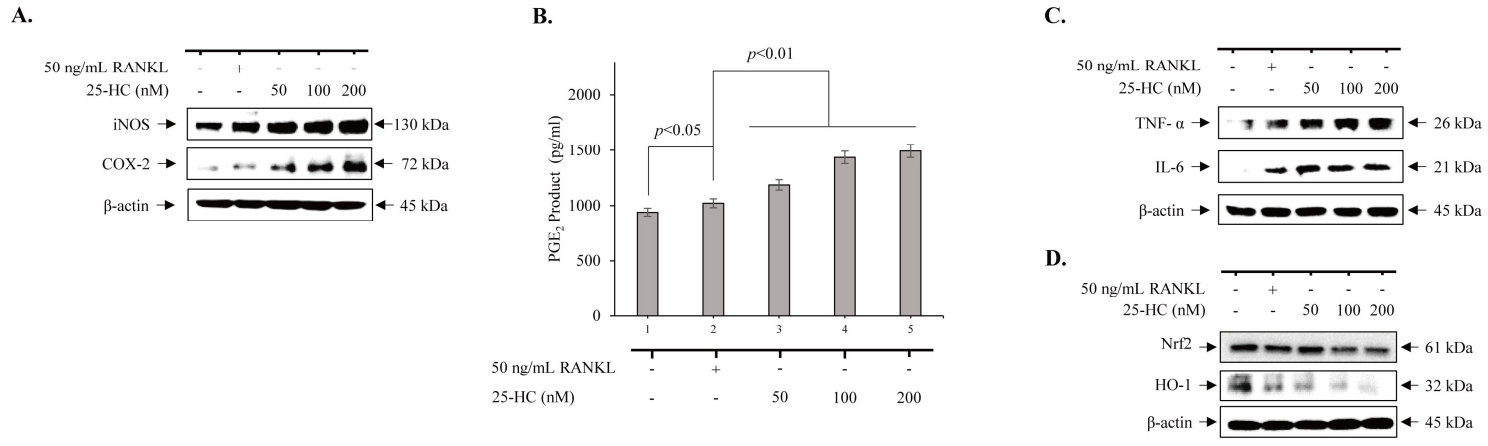 A.
50 ng/mL RANKL - + - - -
25-HC (nM) - - 50 100 200
iNOS 130 kDa
COX-2 72 kDa
β-actin 45 kDa
B.
PGE2 Product (pg/ml)
2000
1500
1000
500
0
p<0.05
p<0.01
1 2 3 4 5
50 ng/mL RANKL - + - - -
25-HC (nM) - - 50 100 200
C.
50 ng/mL RANKL - + - - -
25-HC (nM) - - 50 100 200
TNF- α 26 kDa
IL-6 21 kDa
β-actin 45 kDa
D.
50 ng/mL RANKL - + - - -
25-HC (nM) - - 50 100 200
Nrf2 61 kDa
HO-1 32 kDa
β-actin 45 kDa